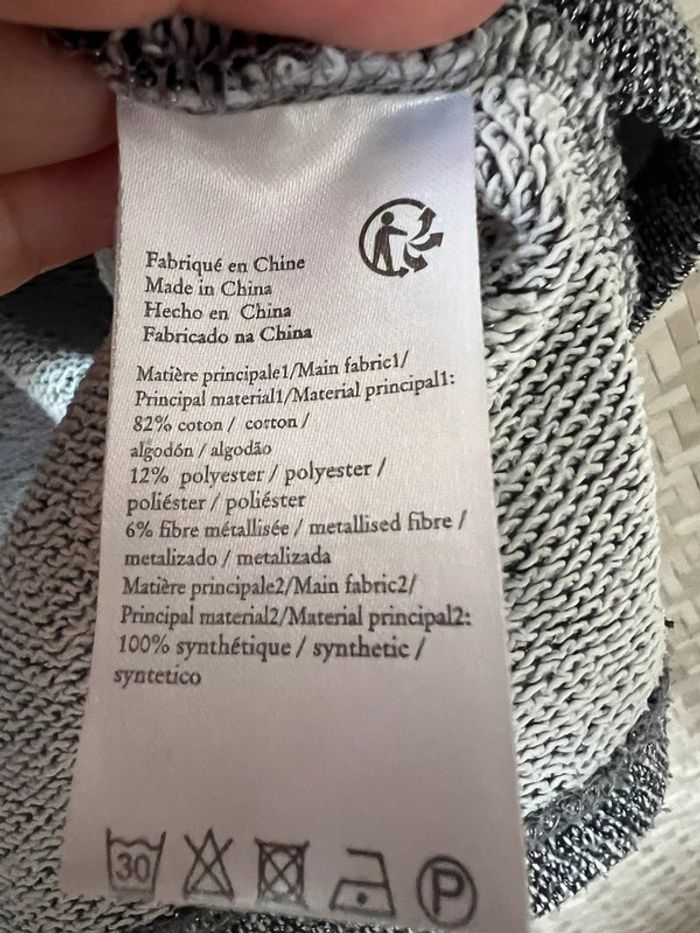 Fabriqué en Chine
Made in China
Hecho en China
Fabricado na China
Matière principale1/Main fabric1/
Principal material1/Material principal1:
82% coton / cotton /
algodón / algodão
12% polyester / polyester /
poliéster / poliéster
6% fibre métallisée / metallised fibre /
metalizado / metalizada
Matière principale2/Main fabric2/
Principal material2/Material principal2:
100% synthétique / synthetic /
syntetico
30 P